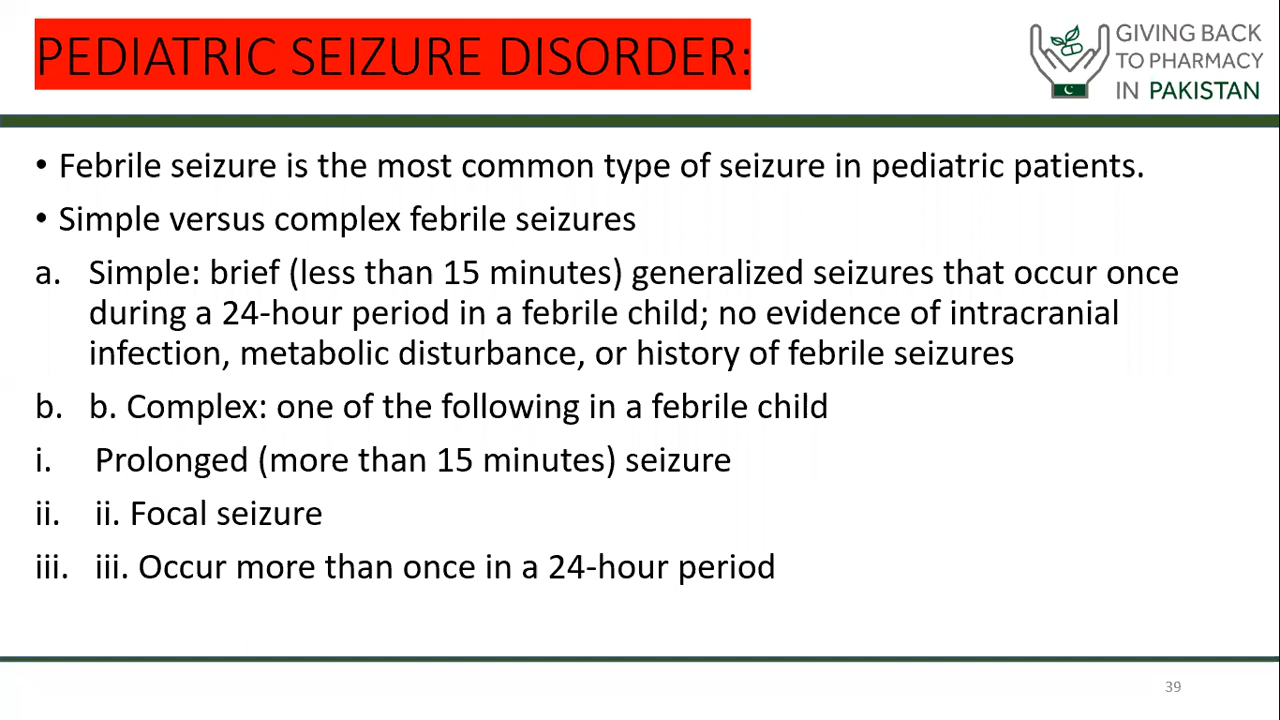 PEDIATRIC SEIZURE DISORDER:
GIVING BACK
TO PHARMACY
IN PAKISTAN
• Febrile seizure is the most common type of seizure in pediatric patients.
• Simple versus complex febrile seizures
a. Simple: brief (less than 15 minutes) generalized seizures that occur once
during a 24-hour period in a febrile child; no evidence of intracranial
infection, metabolic disturbance, or history of febrile seizures
b. b. Complex: one of the following in a febrile child
i. Prolonged (more than 15 minutes) seizure
ii. ii. Focal seizure
iii. iii. Occur more than once in a 24-hour period
39